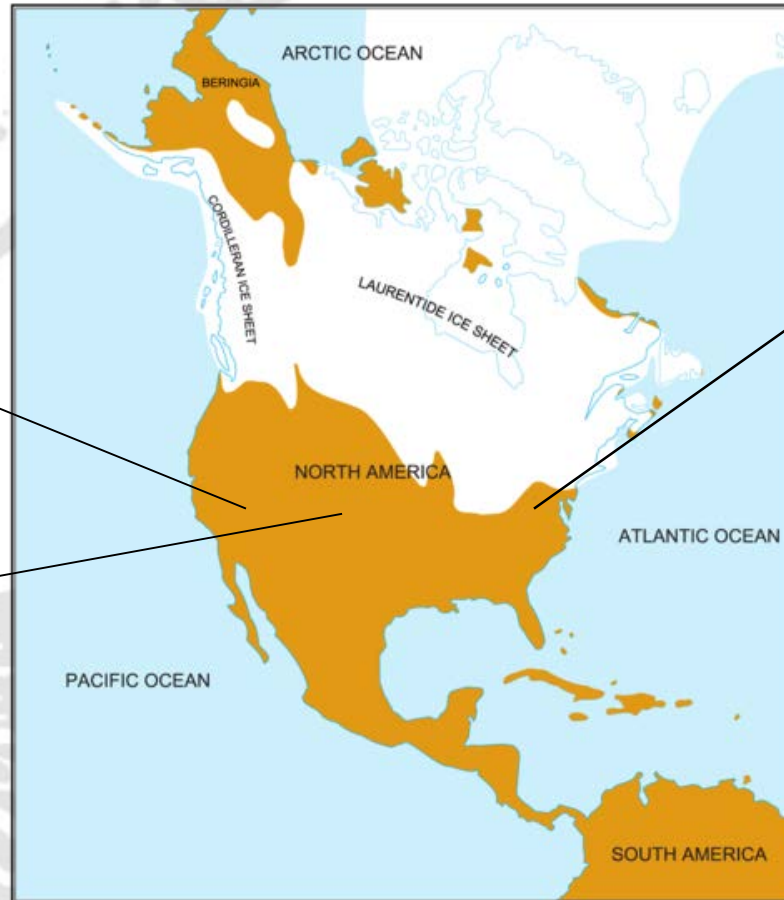 ARCTIC OCEAN
BERINGIA
CORDILLERAN ICE SHEET
LAURENTIDE ICE SHEET
NORTH AMERICA
ATLANTIC OCEAN
PACIFIC OCEAN
SOUTH AMERICA